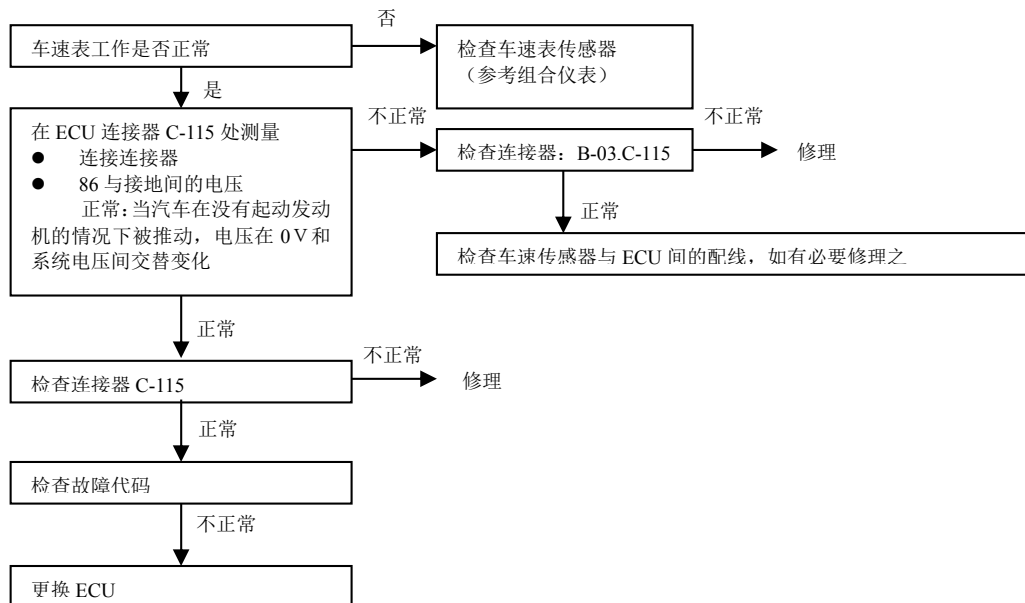 否
车速表工作是否正常
检查车速表传感器
（参考组合仪表）
是
在 ECU 连接器 C-115 处测量
● 连接连接器
● 86 与接地间的电压
正常：当汽车在没有起动发动
机的情况下被推动，电压在 0V 和
系统电压间交替变化
不正常
检查连接器：B-03.C-115
不正常
修理
正常
检查车速传感器与 ECU 间的配线，如有必要修理之
正常
检查连接器 C-115
不正常
修理
正常
检查故障代码
不正常
更换 ECU